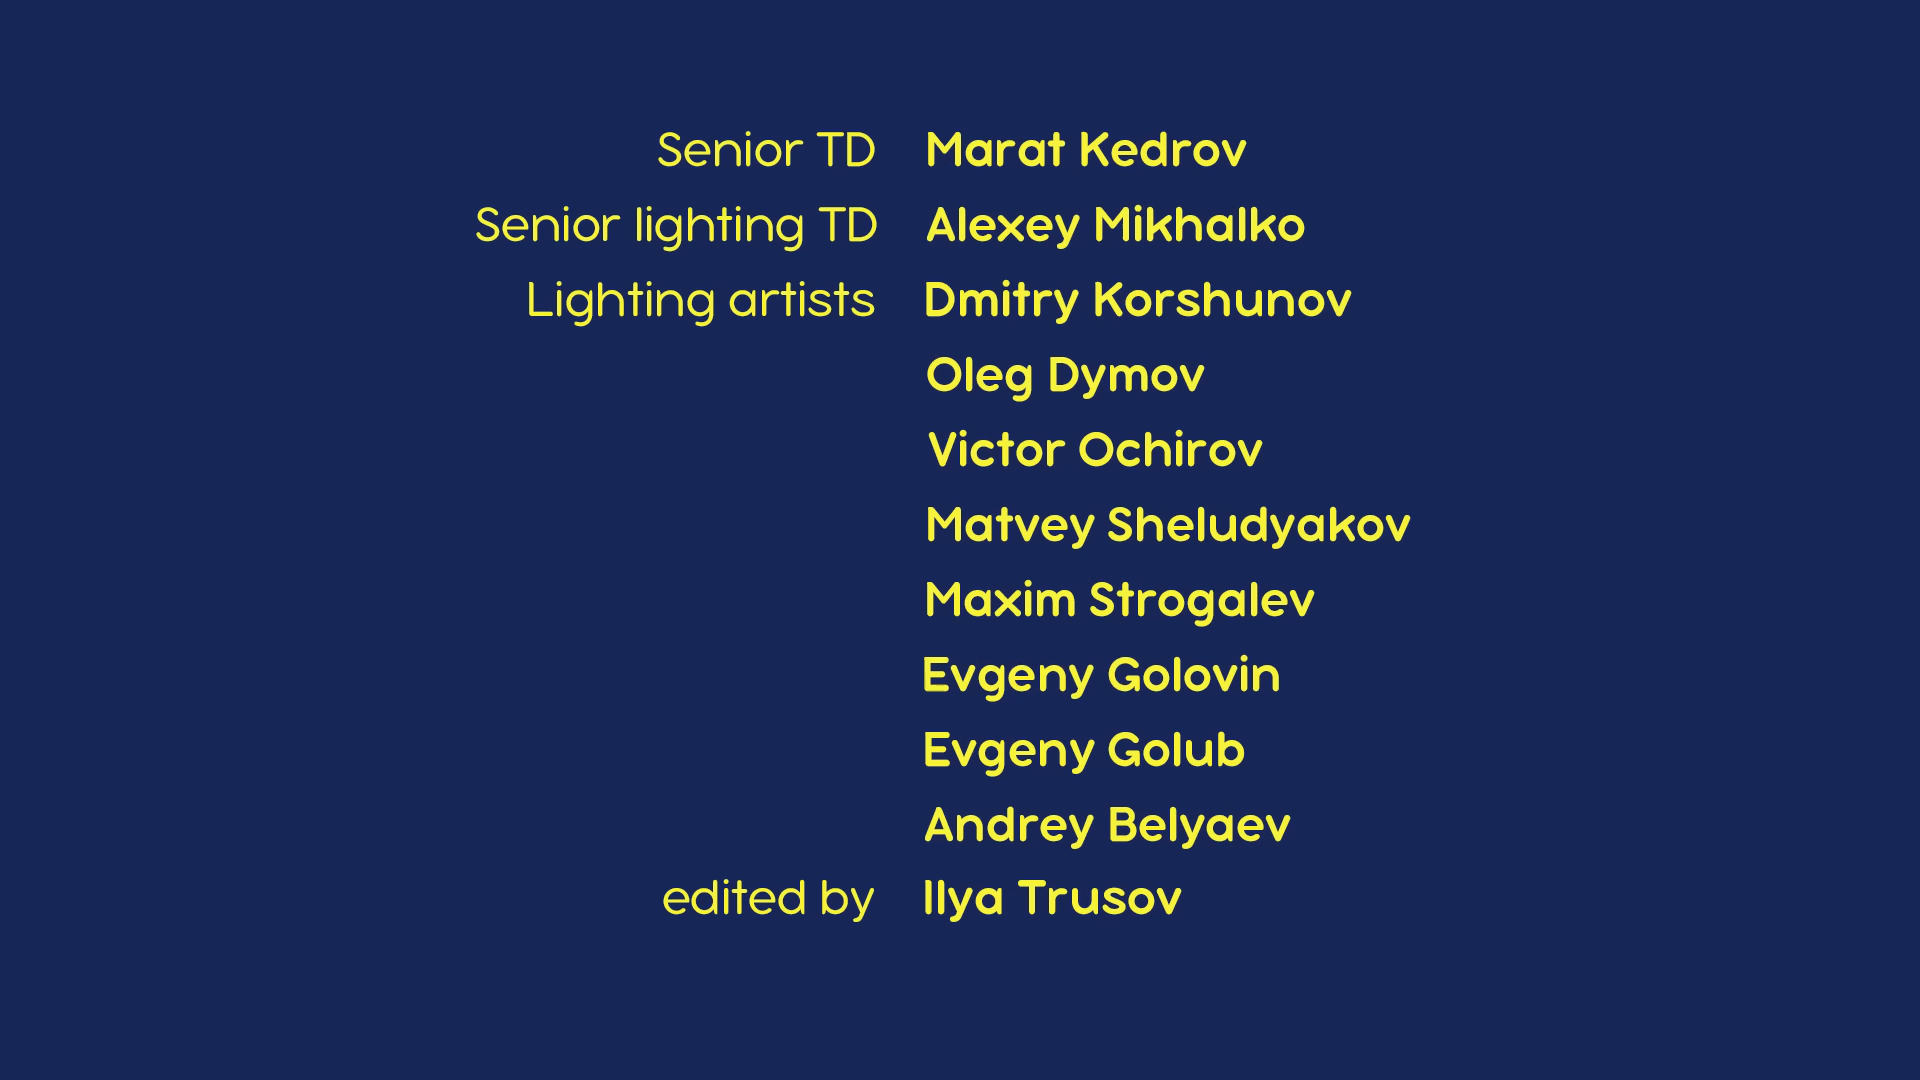 Senior TD Marat Kedrov
Senior lighting TD Alexey Mikhalko
Lighting artists Dmitry Korshunov
Oleg Dymov
Victor Ochirov
Matvey Sheludyakov
Maxim Strogalev
Evgeny Golovin
Evgeny Golub
Andrey Belyaev
edited by Ilya Trusov